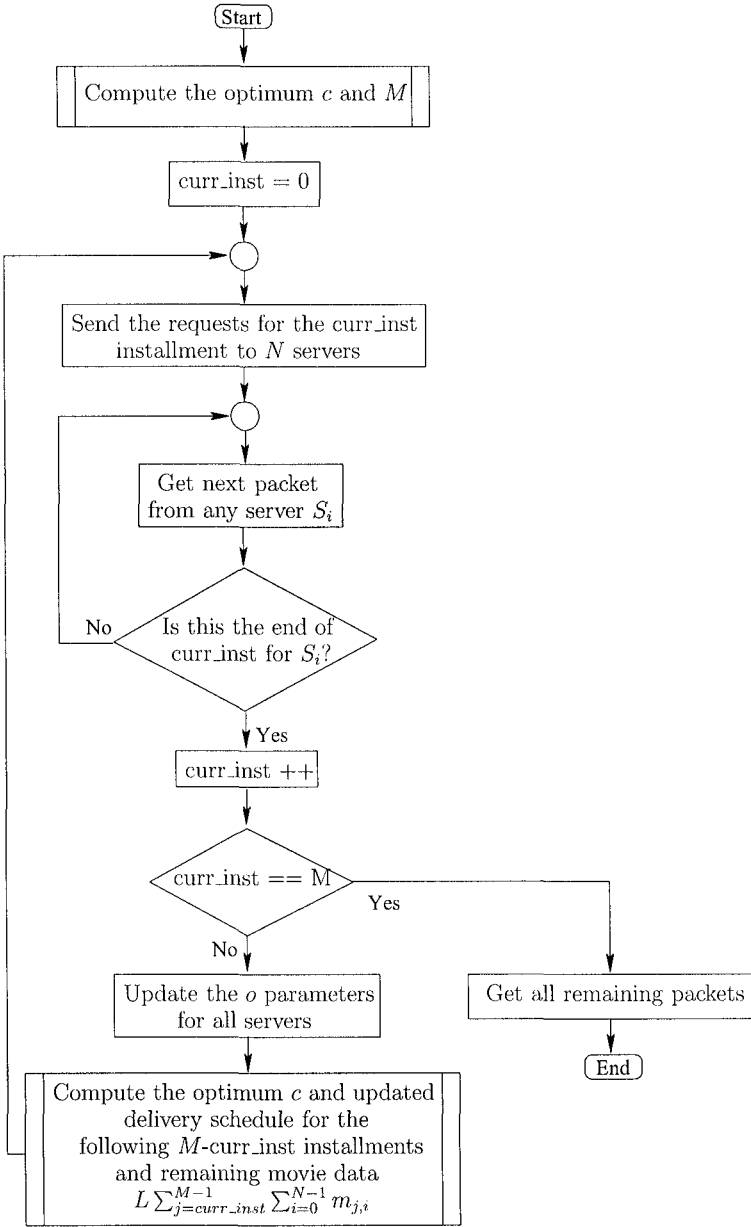 Start
Compute the optimum c and M
curr_inst = 0
Send the requests for the curr_inst
installment to N servers
Get next packet
from any server S_i
No
Is this the end of
curr_inst for S_i?
Yes
curr_inst ++
curr_inst == M
Yes
No
Update the o parameters
for all servers
Get all remaining packets
End
Compute the optimum c and updated
delivery schedule for the
following M-curr_inst installments
and remaining movie data
L ∑_{j=curr_inst}^{M-1} ∑_{i=0}^{N-1} m_{j,i}